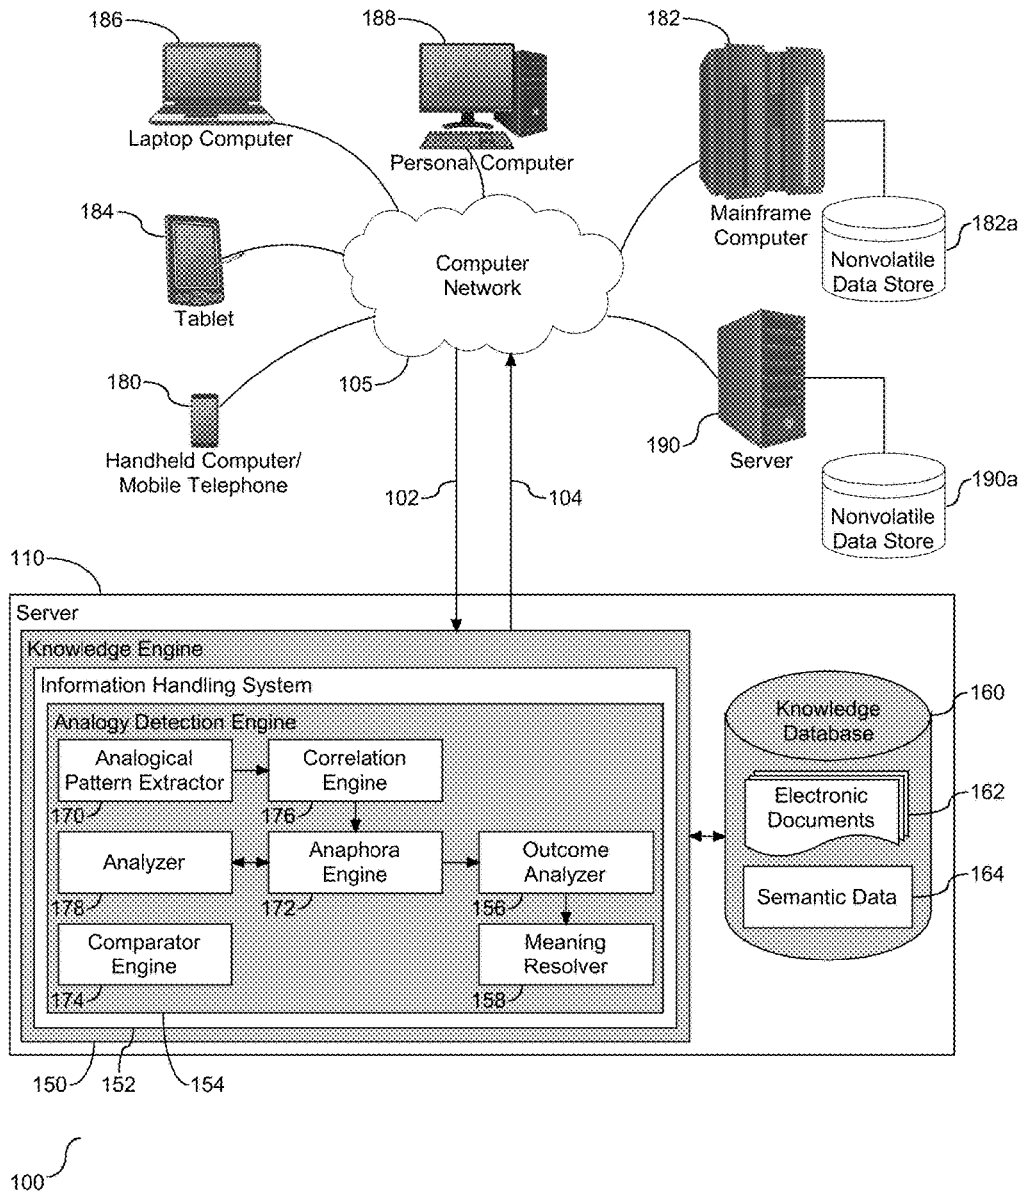 186
188
182
Laptop Computer
Personal Computer
184
Mainframe
Computer
182a
Tablet
Computer
Network
Nonvolatile
Data Store
180
105
190
Server
Handheld Computer/
Mobile Telephone
102
104
190a
Nonvolatile
Data Store
110
Server
Knowledge Engine
Information Handling System
Analogy Detection Engine
Analogical
Pattern Extractor
170
Correlation
Engine
176
Analyzer
178
Anaphora
Engine
172
Outcome
Analyzer
156
Comparator
Engine
174
Meaning
Resolver
158
Knowledge
Database
160
Electronic
Documents
162
Semantic Data
164
150
152
154
100